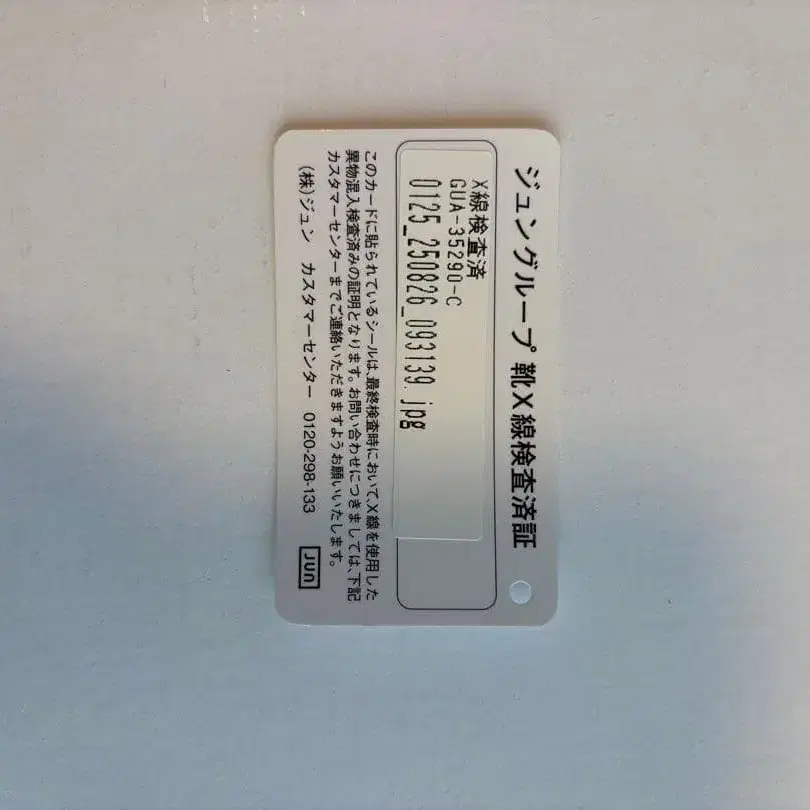 ジュングループ 靴X線検査済証
X線検査済
GUA-35290-C
0125_250826_093139.jpg
このカードに貼られているシールは、最終検査時において、X線を使用した
異物混入検査済みの証明となります。お問い合わせにつきましては、下記
カスタマーセンターまでご連絡いただきますようお願いいたします。
(株)ジュン カスタマーセンター 0120-298-133
JUN